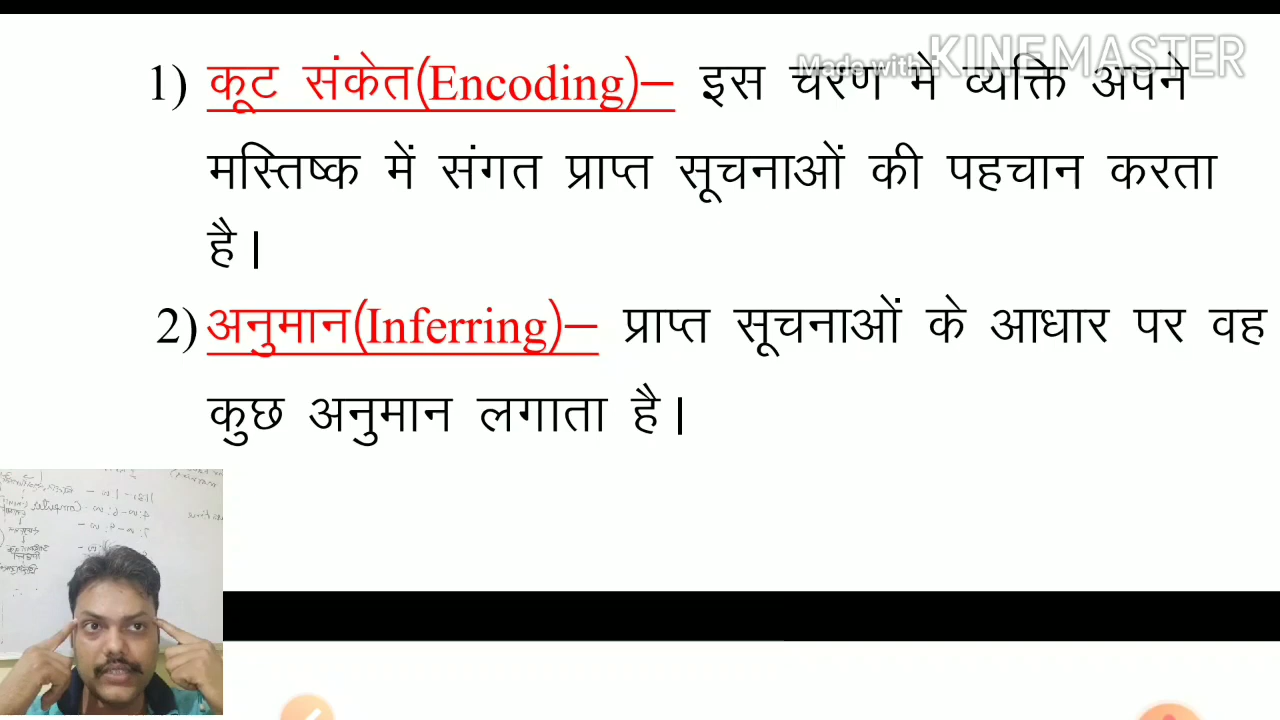 Made with KINEMASTER
1) कूट संकेत(Encoding)– इस चरण में व्यक्ति अपने
मस्तिष्क में संगत प्राप्त सूचनाओं की पहचान करता
है।
2) अनुमान(Inferring)– प्राप्त सूचनाओं के आधार पर वह
कुछ अनुमान लगाता है।